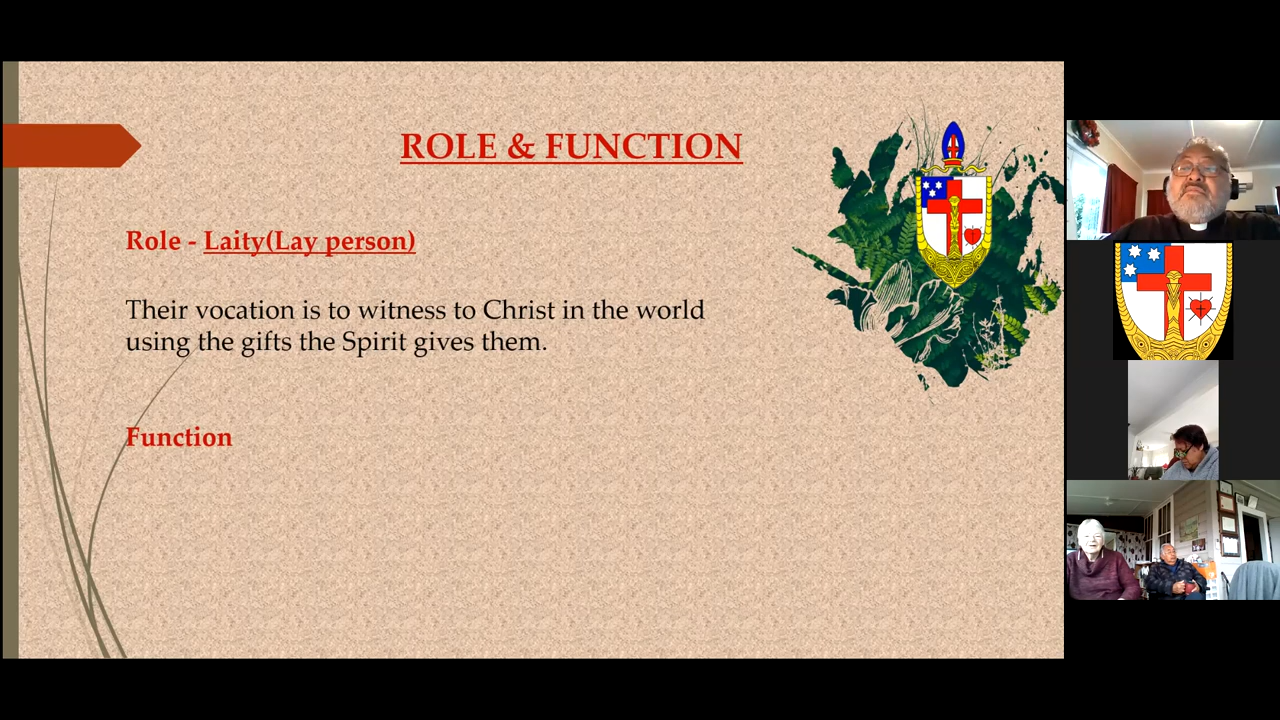 ROLE & FUNCTION
Role - Laity(Lay person)
Their vocation is to witness to Christ in the world
using the gifts the Spirit gives them.
Function